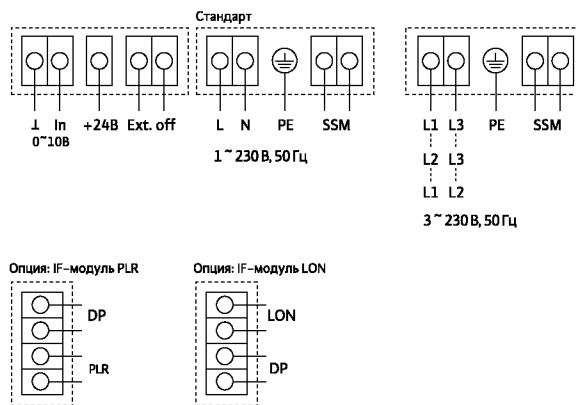 Стандарт
⊥ In +24В Ext. off L N PE SSM L1 L3 PE SSM
0~10В
1 ~ 230 В, 50 Гц
L2 L3
L1 L2
3 ~ 230 В, 50 Гц
Опция: IF-модуль PLR Опция: IF-модуль LON
DP LON
PLR DP